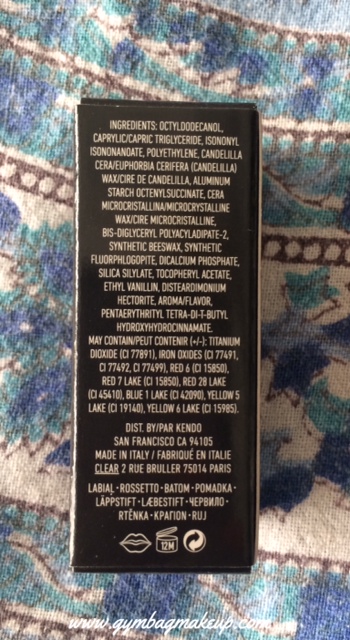 INGREDIENTS: OCTYLDODECANOL,
CAPRYLIC/CAPRIC TRIGLYCERIDE, ISONONYL
ISONONANOATE, POLYETHYLENE, CANDELILLA
CERA/EUPHORBIA CERIFERA (CANDELILLA)
WAX/CIRE DE CANDELILLA, ALUMINUM
STARCH OCTENYLSUCCINATE, CERA
MICROCRISTALLINA/MICROCRYSTALLINE
WAX/CIRE MICROCRISTALLINE,
BIS-DIGLYCERYL POLYACYLADIPATE-2,
SYNTHETIC BEESWAX, SYNTHETIC
FLUORPHLOGOPITE, DICALCIUM PHOSPHATE,
SILICA SILYLATE, TOCOPHERYL ACETATE,
ETHYL VANILLIN, DISTEARDIMONIUM
HECTORITE, AROMA/FLAVOR,
PENTAERYTHRITYL TETRA-DI-T-BUTYL
HYDROXYHYDROCINNAMATE.
MAY CONTAIN/PEUT CONTENIR (+/-): TITANIUM
DIOXIDE (CI 77891), IRON OXIDES (CI 77491,
CI 77492, CI 77499), RED 6 (CI 15850),
RED 7 LAKE (CI 15850), RED 28 LAKE
(CI 45410), BLUE 1 LAKE (CI 42090), YELLOW 5
LAKE (CI 19140), YELLOW 6 LAKE (CI 15985).
DIST. BY/PAR KENDO
SAN FRANCISCO CA 94105
MADE IN ITALY / FABRIQUÉ EN ITALIE
CLEAR 2 RUE BRULLER 75014 PARIS
LABIAL · ROSSETTO · BATOM · POMADKA ·
LÄPPSTIFT · LÆBESTIFT · ЧЕРВИЛО ·
RTĚNKA · ΚΡΑΓΙΟΝ · RUJ
12M
www.gymbagmakeup.com